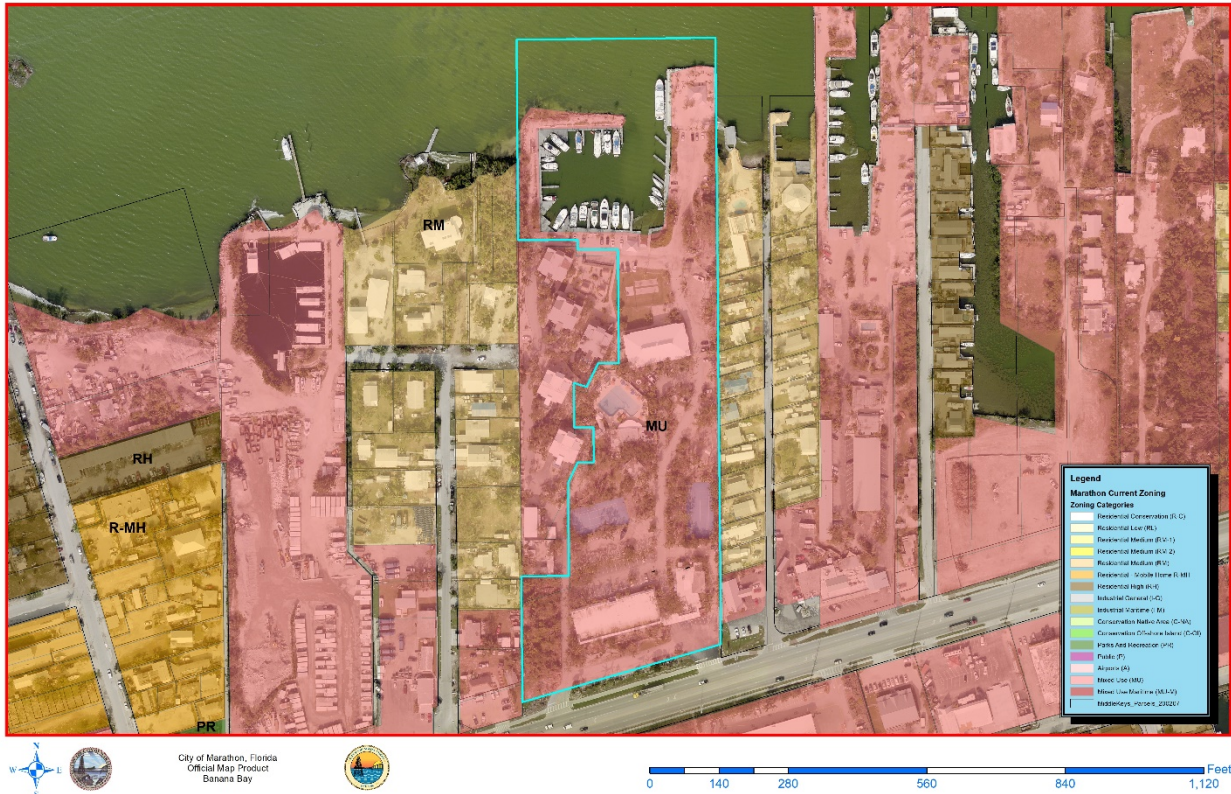 RM
MU
RH
R-MH
PR
Legend
Marathon Current Zoning
Zoning Categories
Residential Conservation (R-C)
Residential Low (RL)
Residential Medium (RM-1)
Residential Medium (RM-2)
Residential Medium (RM)
Residential - Mobile Home R-MH
Residential High (RH)
Industrial General (I-G)
Industrial Maritime (I-M)
Conservation Native Area (C-NA)
Conservation Offshore Island (C-OI)
Parks And Recreation (PR)
Public (P)
Airports (A)
Mixed Use (MU)
Mixed Use Maritime (MU-M)
N
W E
S
City of Marathon, Florida
Official Map Product
Banana Bay
Feet
0 140 280 560 840 1,120